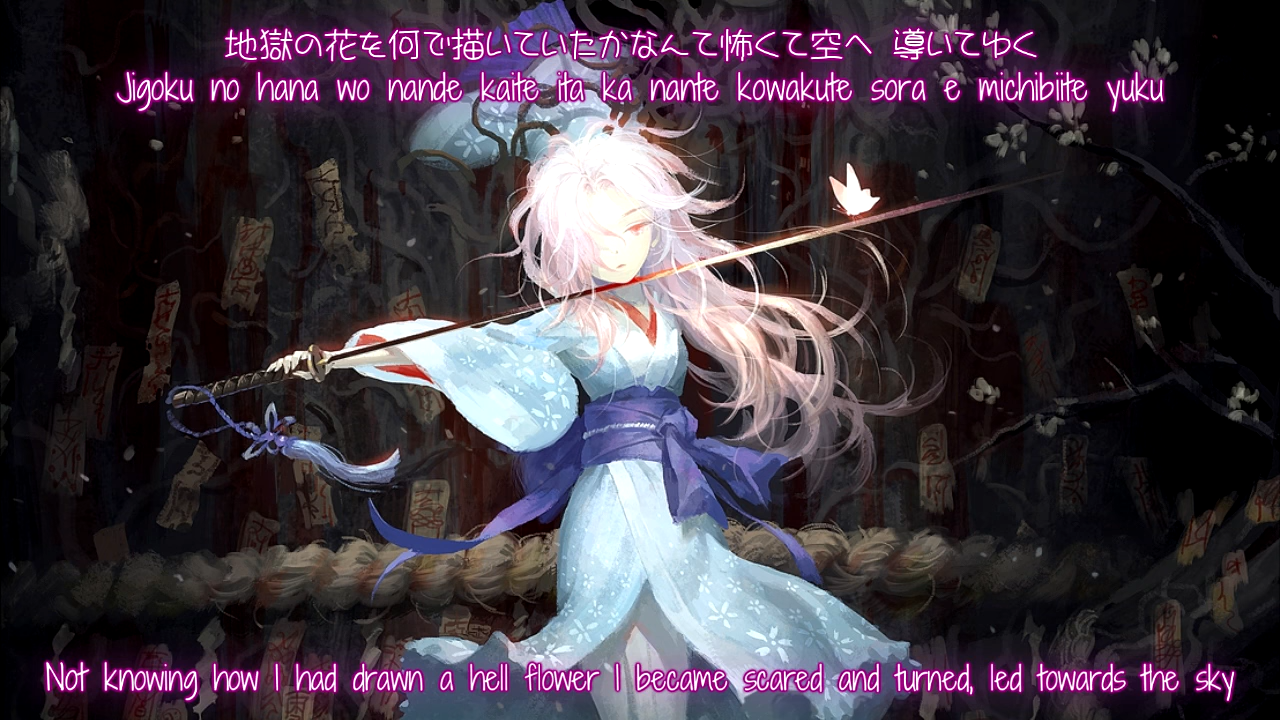 地獄の花を何で描いていたかなんて怖くて空へ 導いてゆく
Jigoku no hana wo nande kaite ita ka nante kowakute sora e michibiite yuku
Not knowing how I had drawn a hell flower I became scared and turned, led towards the sky